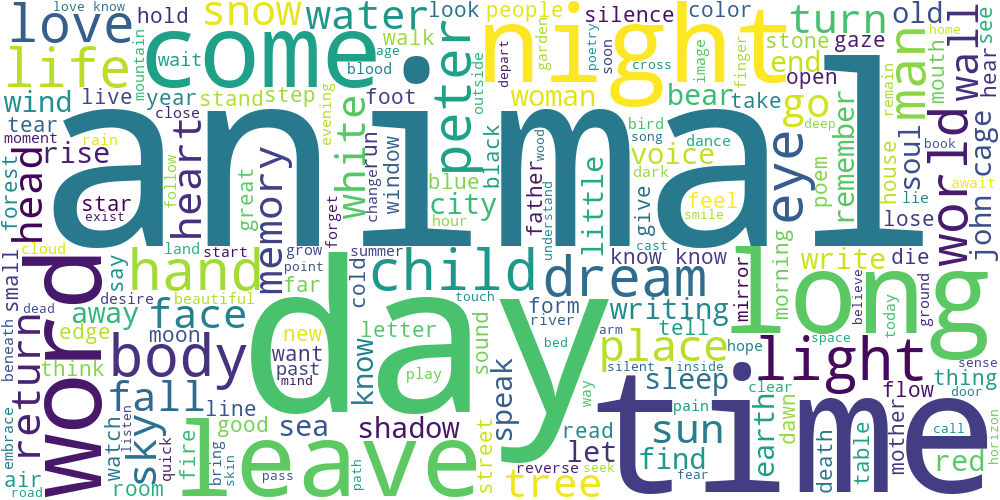 love know
love
hold
snow
water
look
people
silence
color
turn
old
see
life
mountain
wait
come
age
blood
walk
peter
outside
depart
night
garden
poetry
soon
cross
image
finger
stone
end
gaze
open
man
mouth
wall
home
hear
wind
live
year
stand
step
evening
foot
woman
bear
take
go
remain
tear
close
moment
rain
animal
heart
white
window
run
change
black
bird
song
wood
dance
voice
dark
deep
remember
poem
house
soul
book
world
john cage
forest
head
rise
star
exist
follow
great
memory
forget
father
understand
blue
city
hour
little
give
feel
smile
eye
await
lie
lose
cloud
land
start
grow
summer
cast
know know
morning
write
die
word
small
dead
say
desire
hand
beautiful
point
far
cold
child
touch
dream
form
river
writing
mirror
long
believe
today
ground
beneath
return
away
edge
think
moon
face
new
want
past
mind
day
know
letter
play
sound
bed
arm
silent
inside
tell
place
hope
space
light
sense
thing
door
body
fall
line
good
sea
shadow
speak
way
sleep
pain
clear
time
flow
embrace
air
road
watch
listen
sky
quick
room
fire
bring
skin
leave
pass
path
street
reverse
seek
tree
read
let
sun
find
fear
earth
dawn
death
table
mother
call
red
horizon